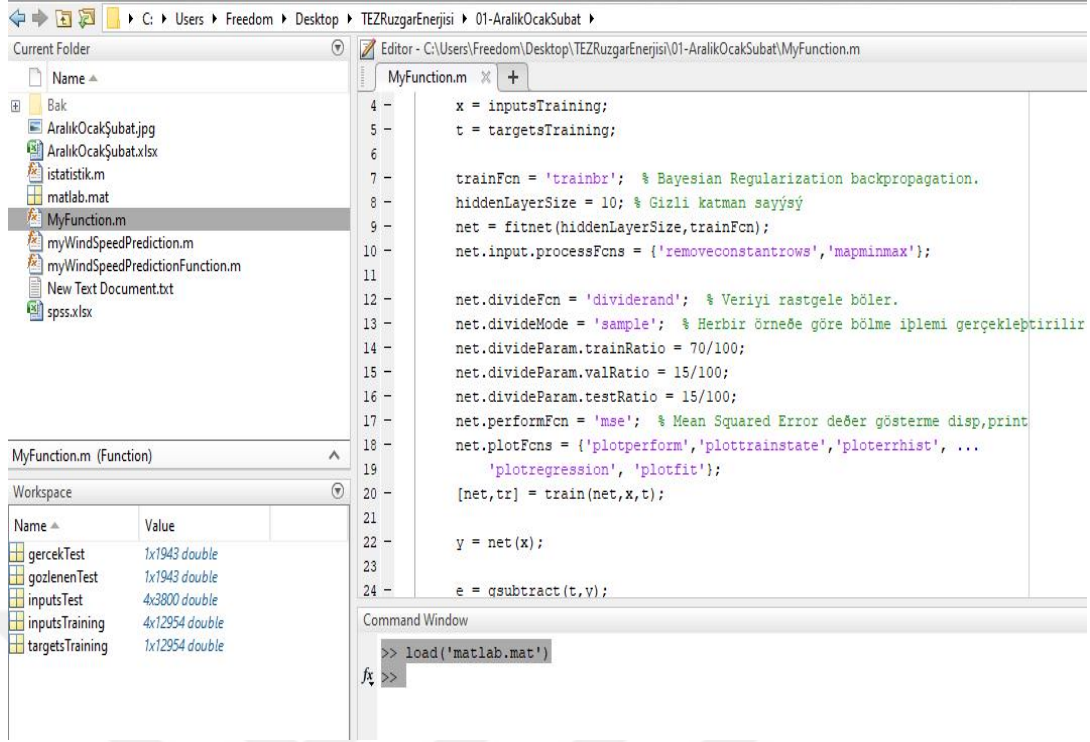 C: Users Freedom Desktop TEZRuzgarEnerjisi 01-AralikOcakSubat
Current Folder
Name
Bak
AralıkOcakŞubat.jpg
AralıkOcakŞubat.xlsx
istatistik.m
matlab.mat
MyFunction.m
myWindSpeedPrediction.m
myWindSpeedPredictionFunction.m
New Text Document.txt
spss.xlsx
MyFunction.m (Function)
Workspace
Name Value
gercekTest 1x1943 double
gozlenenTest 1x1943 double
inputsTest 4x3800 double
inputsTraining 4x12954 double
targetsTraining 1x12954 double
Editor - C:\Users\Freedom\Desktop\TEZRuzgarEnerjisi\01-AralikOcakSubat\MyFunction.m
MyFunction.m × +
4 - x = inputsTraining;
5 - t = targetsTraining;
6
7 - trainFcn = 'trainbr'; % Bayesian Regularization backpropagation.
8 - hiddenLayerSize = 10; % Gizli katman sayýsý
9 - net = fitnet(hiddenLayerSize,trainFcn);
10 - net.input.processFcns = {'removeconstantrows','mapminmax'};
11
12 - net.divideFcn = 'dividerand'; % Veriyi rastgele böler.
13 - net.divideMode = 'sample'; % Herbir örneðe göre bölme iþlemi gerçekleþtirilir
14 - net.divideParam.trainRatio = 70/100;
15 - net.divideParam.valRatio = 15/100;
16 - net.divideParam.testRatio = 15/100;
17 - net.performFcn = 'mse'; % Mean Squared Error deðer gösterme disp,print
18 - net.plotFcns = {'plotperform','plottrainstate','ploterrhist', ...
19 'plotregression', 'plotfit'};
20 - [net,tr] = train(net,x,t);
21
22 - y = net(x);
23
24 - e = gsubtract(t,y);
Command Window
>> load('matlab.mat')
fx >>